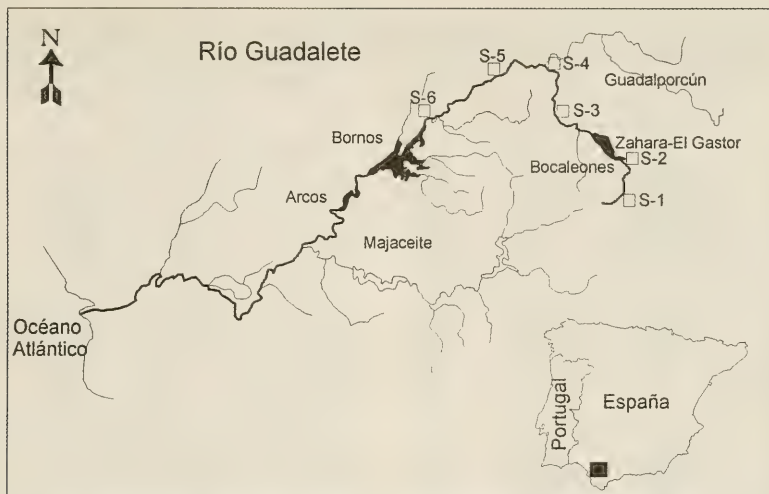 N
Río Guadalete
S-5
S-4
Guadalporcún
S-6
S-3
Bornos
Zahara-El Gastor
S-2
Bocaleones
Arcos
S-1
Majaceite
Océano
Atlántico
Portugal
España